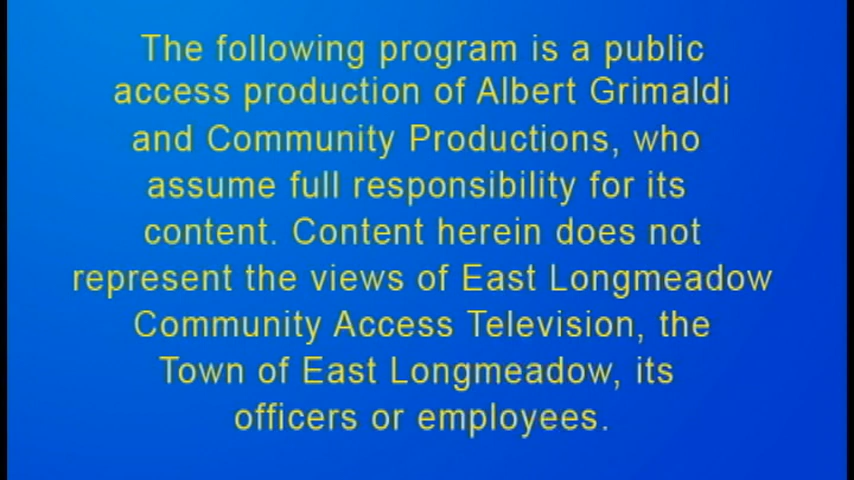 The following program is a public
access production of Albert Grimaldi
and Community Productions, who
assume full responsibility for its
content. Content herein does not
represent the views of East Longmeadow
Community Access Television, the
Town of East Longmeadow, its
officers or employees.